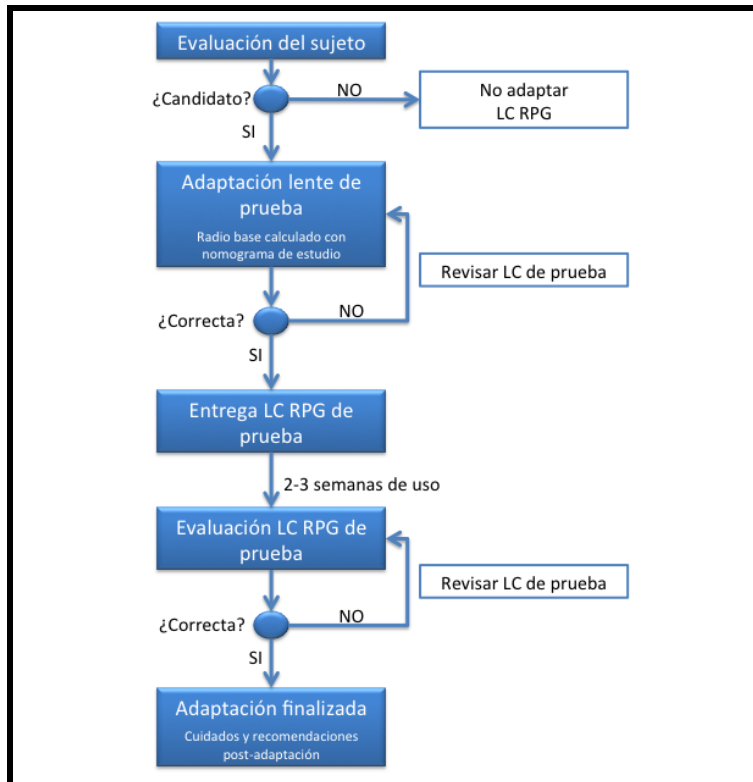 Evaluación del sujeto
¿Candidato?
NO
No adaptar
LC RPG
SI
Adaptación lente de
prueba
Radio base calculado con
nomograma de estudio
Revisar LC de prueba
¿Correcta?
NO
SI
Entrega LC RPG de
prueba
2-3 semanas de uso
Evaluación LC RPG de
prueba
Revisar LC de prueba
¿Correcta?
NO
SI
Adaptación finalizada
Cuidados y recomendaciones
post-adaptación